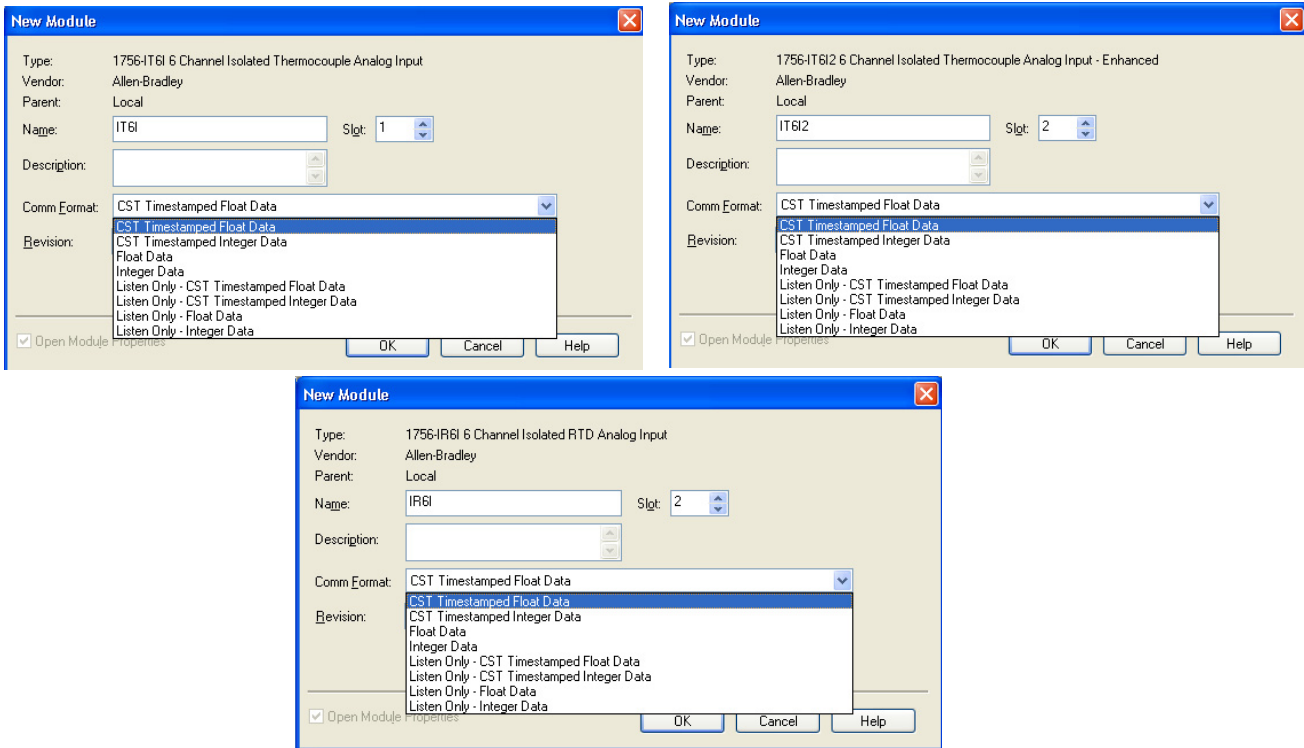 New Module
Type: 1756-IT6I 6 Channel Isolated Thermocouple Analog Input
Vendor: Allen-Bradley
Parent: Local
Name: IT6I Slot: 1
Description:
Comm Format: CST Timestamped Float Data
CST Timestamped Float Data
Revision: CST Timestamped Integer Data
Float Data
Integer Data
Listen Only - CST Timestamped Float Data
Listen Only - CST Timestamped Integer Data
Listen Only - Float Data
Listen Only - Integer Data
Open Module Properties OK Cancel Help
New Module
Type: 1756-IT6I2 6 Channel Isolated Thermocouple Analog Input - Enhanced
Vendor: Allen-Bradley
Parent: Local
Name: IT6I2 Slot: 2
Description:
Comm Format: CST Timestamped Float Data
CST Timestamped Float Data
Revision: CST Timestamped Integer Data
Float Data
Integer Data
Listen Only - CST Timestamped Float Data
Listen Only - CST Timestamped Integer Data
Listen Only - Float Data
Listen Only - Integer Data
Open Module Properties OK Cancel Help
New Module
Type: 1756-IR6I 6 Channel Isolated RTD Analog Input
Vendor: Allen-Bradley
Parent: Local
Name: IR6I Slot: 2
Description:
Comm Format: CST Timestamped Float Data
CST Timestamped Float Data
Revision: CST Timestamped Integer Data
Float Data
Integer Data
Listen Only - CST Timestamped Float Data
Listen Only - CST Timestamped Integer Data
Listen Only - Float Data
Listen Only - Integer Data
Open Module Properties OK Cancel Help